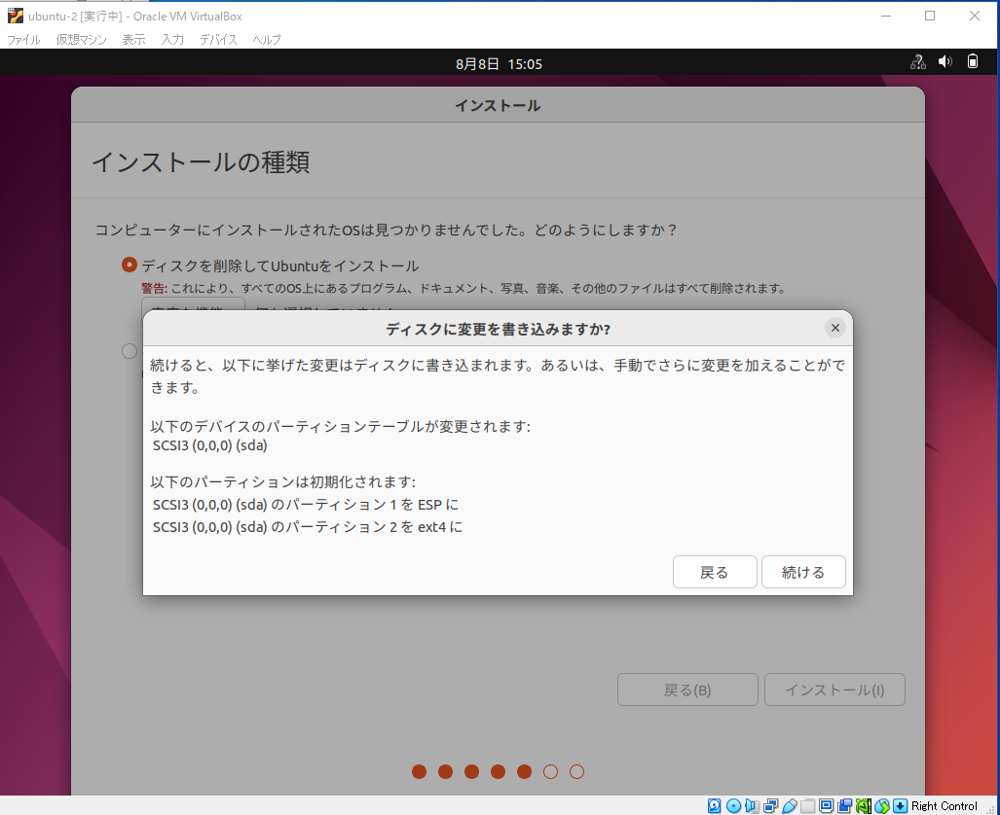 ubuntu-2 [実行中] - Oracle VM VirtualBox
ファイル 仮想マシン 表示 入力 デバイス ヘルプ
8月8日 15:05
インストール
インストールの種類
コンピューターにインストールされたOSは見つかりませんでした。どのようにしますか？
ディスクを削除してUbuntuをインストール
警告: これにより、すべてのOS上にあるプログラム、ドキュメント、写真、音楽、その他のファイルはすべて削除されます。
ディスクに変更を書き込みますか?
続けると、以下に挙げた変更はディスクに書き込まれます。あるいは、手動でさらに変更を加えることがで
きます。
以下のデバイスのパーティションテーブルが変更されます:
SCSI3 (0,0,0) (sda)
以下のパーティションは初期化されます:
SCSI3 (0,0,0) (sda) のパーティション 1 を ESP に
SCSI3 (0,0,0) (sda) のパーティション 2 を ext4 に
戻る 続ける
戻る(B) インストール(I)
Right Control